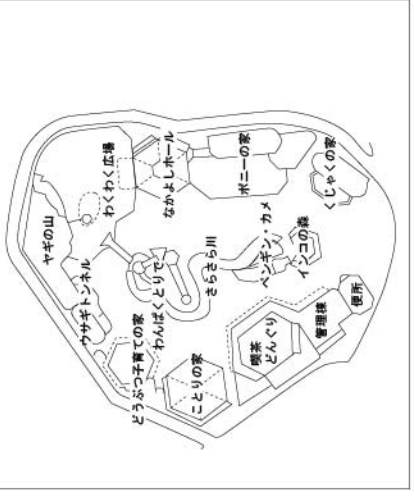 ヤギの山
ウサギトンネル
わくわく広場
どうぶつ子育ての家
わんぱくとりで
なかよしホール
ことりの家
さらさら川
ポニーの家
喫茶
どんぐり
ペンギン・カメ
インコの森
管理棟
くじゃくの家
便所